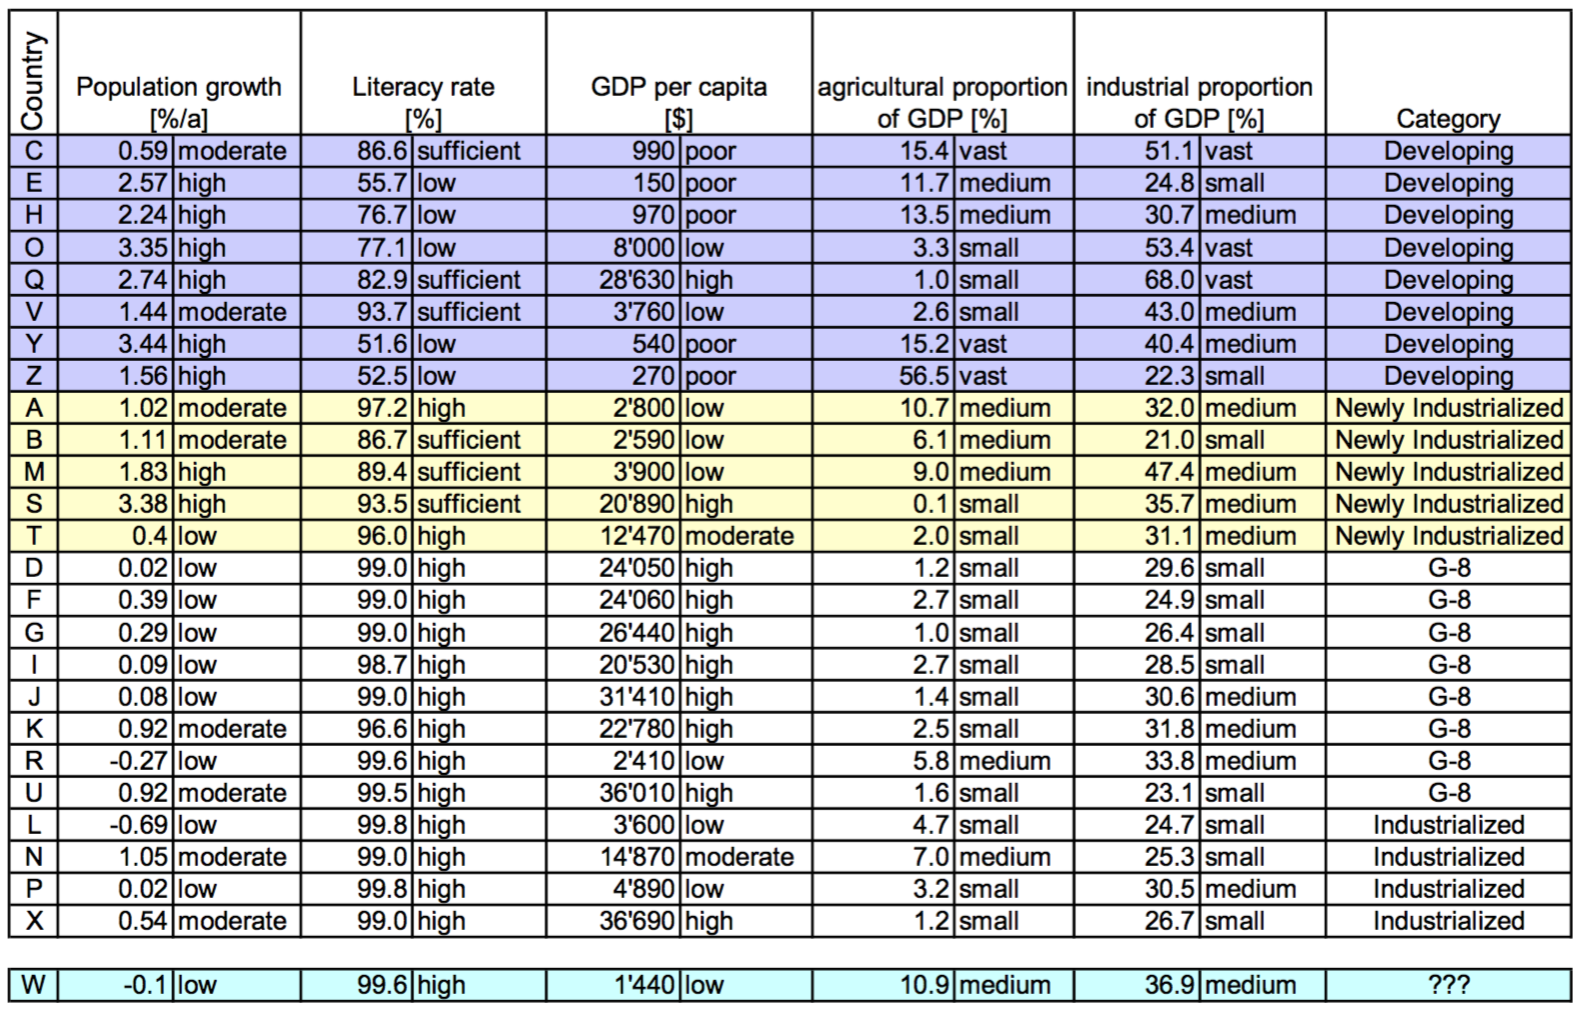 Country Population growth [%/a] Literacy rate [%] GDP per capita [$] agricultural proportion of GDP [%] industrial proportion of GDP [%] Category
C 0.59 moderate 86.6 sufficient 990 poor 15.4 vast 51.1 vast Developing
E 2.57 high 55.7 low 150 poor 11.7 medium 24.8 small Developing
H 2.24 high 76.7 low 970 poor 13.5 medium 30.7 medium Developing
O 3.35 high 77.1 low 8'000 low 3.3 small 53.4 vast Developing
Q 2.74 high 82.9 sufficient 28'630 high 1.0 small 68.0 vast Developing
V 1.44 moderate 93.7 sufficient 3'760 low 2.6 small 43.0 medium Developing
Y 3.44 high 51.6 low 540 poor 15.2 vast 40.4 medium Developing
Z 1.56 high 52.5 low 270 poor 56.5 vast 22.3 small Developing
A 1.02 moderate 97.2 high 2'800 low 10.7 medium 32.0 medium Newly Industrialized
B 1.11 moderate 86.7 sufficient 2'590 low 6.1 medium 21.0 small Newly Industrialized
M 1.83 high 89.4 sufficient 3'900 low 9.0 medium 47.4 medium Newly Industrialized
S 3.38 high 93.5 sufficient 20'890 high 0.1 small 35.7 medium Newly Industrialized
T 0.4 low 96.0 high 12'470 moderate 2.0 small 31.1 medium Newly Industrialized
D 0.02 low 99.0 high 24'050 high 1.2 small 29.6 small G-8
F 0.39 low 99.0 high 24'060 high 2.7 small 24.9 small G-8
G 0.29 low 99.0 high 26'440 high 1.0 small 26.4 small G-8
I 0.09 low 98.7 high 20'530 high 2.7 small 28.5 small G-8
J 0.08 low 99.0 high 31'410 high 1.4 small 30.6 medium G-8
K 0.92 moderate 96.6 high 22'780 high 2.5 small 31.8 medium G-8
R -0.27 low 99.6 high 2'410 low 5.8 medium 33.8 medium G-8
U 0.92 moderate 99.5 high 36'010 high 1.6 small 23.1 small G-8
L -0.69 low 99.8 high 3'600 low 4.7 small 24.7 small Industrialized
N 1.05 moderate 99.0 high 14'870 moderate 7.0 medium 25.3 small Industrialized
P 0.02 low 99.8 high 4'890 low 3.2 small 30.5 medium Industrialized
X 0.54 moderate 99.0 high 36'690 high 1.2 small 26.7 small Industrialized
W -0.1 low 99.6 high 1'440 low 10.9 medium 36.9 medium ???